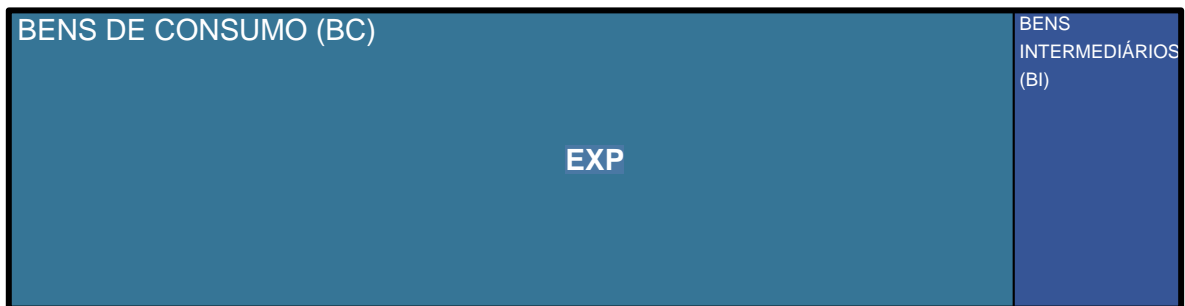 BENS DE CONSUMO (BC)
BENS
INTERMEDIÁRIOS
(BI)
EXP